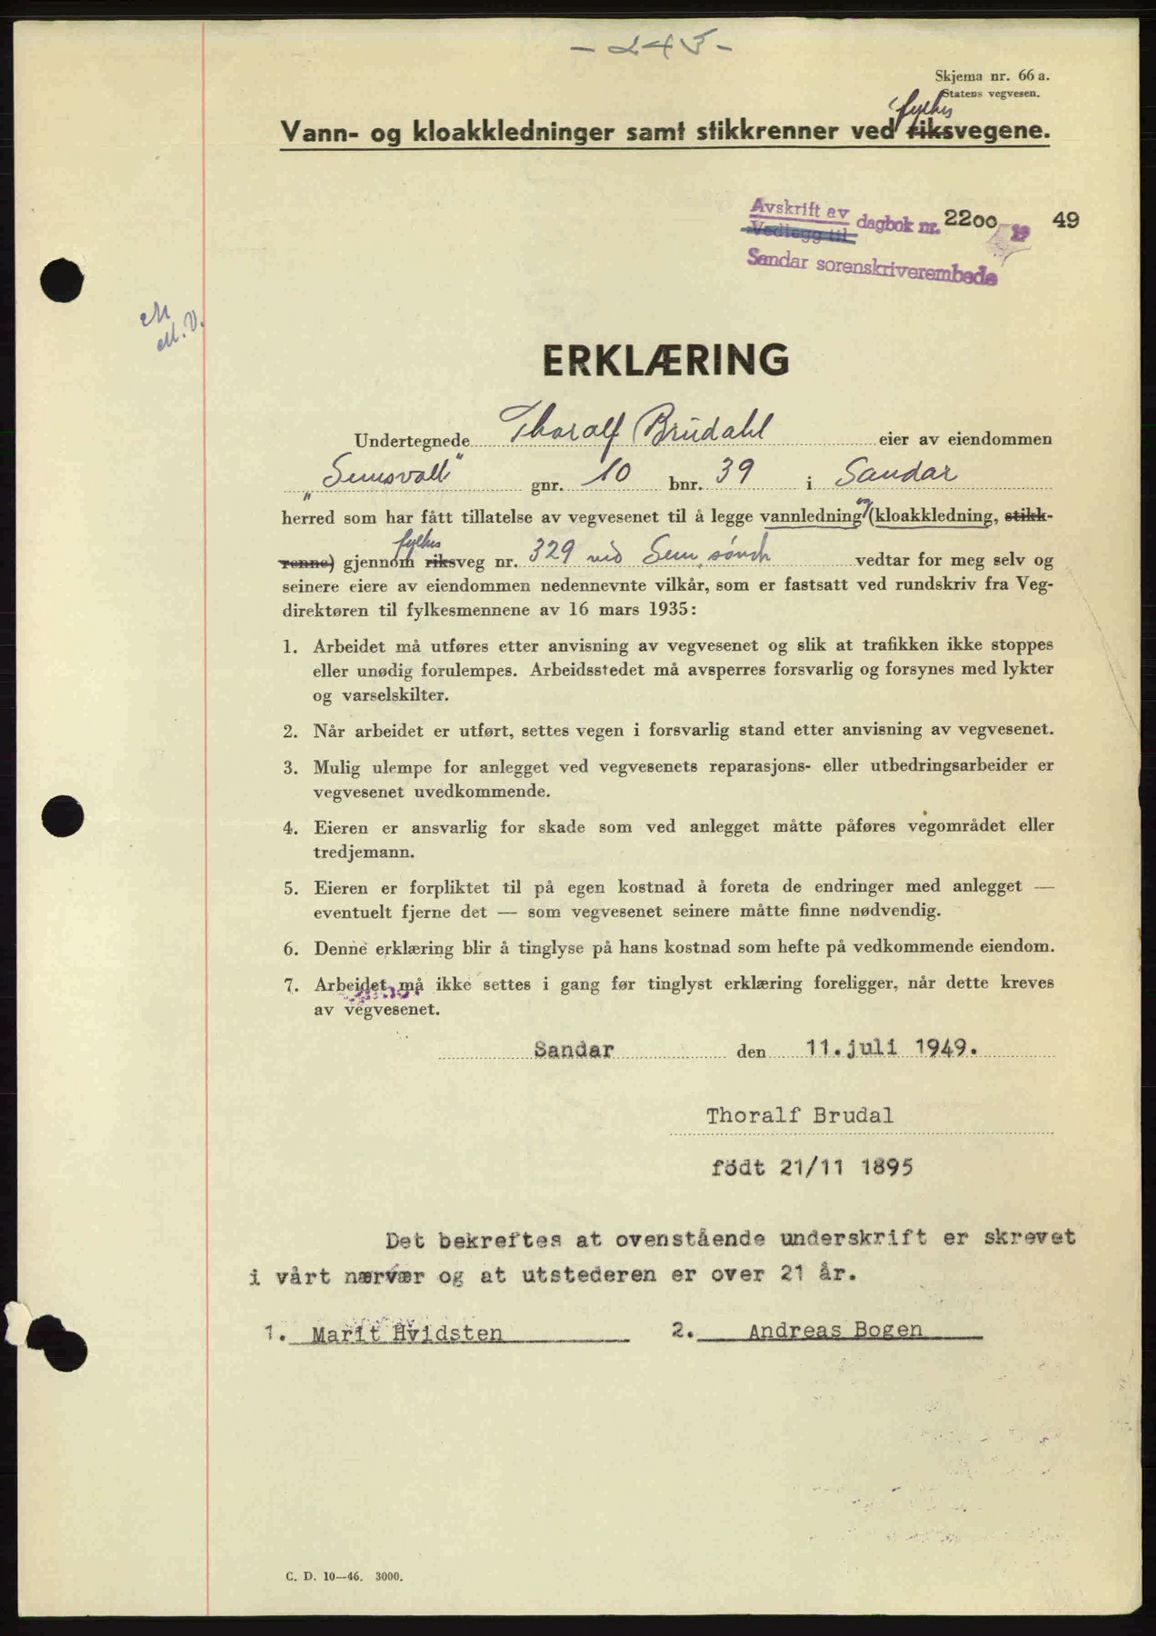 - 245 -
Skjema nr. 66 a.
Statens vegvesen.
fylkes
Vann- og kloakkledninger samt stikkrenner ved riksvegene.
Avskrift av
Vedlegg til
dagbok nr. 2200 19 49
Sandar sorenskriverembede
M
M.V.
ERKLÆRING
Undertegnede Thoralf Brudahl eier av eiendommen
"Semsvoll" gnr. 10 bnr. 39 i Sandar
og
herred som har fått tillatelse av vegvesenet til å legge vannledning (kloakkledning, stikk-
fylkes
renne) gjennom riksveg nr. 329 ved Sem, søndr vedtar for meg selv og
seinere eiere av eiendommen nedennevnte vilkår, som er fastsatt ved rundskriv fra Veg-
direktøren til fylkesmennene av 16 mars 1935:
1. Arbeidet må utføres etter anvisning av vegvesenet og slik at trafikken ikke stoppes
eller unødig forulempes. Arbeidsstedet må avsperres forsvarlig og forsynes med lykter
og varselskilter.
2. Når arbeidet er utført, settes vegen i forsvarlig stand etter anvisning av vegvesenet.
3. Mulig ulempe for anlegget ved vegvesenets reparasjons- eller utbedringsarbeider er
vegvesenet uvedkommende.
4. Eieren er ansvarlig for skade som ved anlegget måtte påføres vegområdet eller
tredjemann.
5. Eieren er forpliktet til på egen kostnad å foreta de endringer med anlegget —
eventuelt fjerne det — som vegvesenet seinere måtte finne nødvendig.
6. Denne erklæring blir å tinglyse på hans kostnad som hefte på vedkommende eiendom.
7. Arbeidet må ikke settes i gang før tinglyst erklæring foreligger, når dette kreves
av vegvesenet.
Sandar den 11. juli 1949.
Thoralf Brudal
födt 21/11 1895
Det bekreftes at ovenstående underskrift er skrevet
i vårt nærvær og at utstederen er over 21 år.
1. Marit Hvidsten 2. Andreas Bogen
C. D. 10—46. 3000.